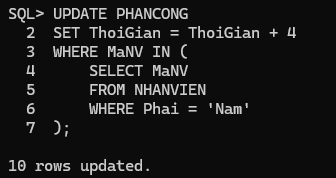 SQL> UPDATE PHANCONG
  2  SET ThoiGian = ThoiGian + 4
  3  WHERE MaNV IN (
  4      SELECT MaNV
  5      FROM NHANVIEN
  6      WHERE Phai = 'Nam'
  7  );
10 rows updated.